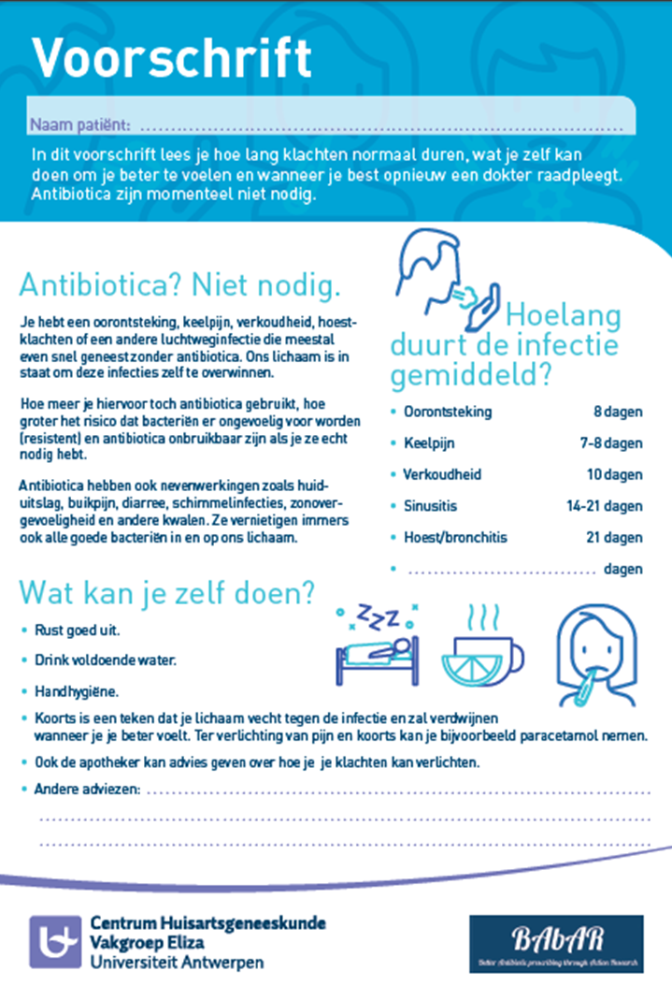 Voorschrift
Naam patiënt: ..........................................................................
In dit voorschrift lees je hoe lang klachten normaal duren, wat je zelf kan
doen om je beter te voelen en wanneer je best opnieuw een dokter raadpleegt.
Antibiotica zijn momenteel niet nodig.
Antibiotica? Niet nodig.
Je hebt een oorontsteking, keelpijn, verkoudheid, hoest-
klachten of een andere luchtweginfectie die meestal
even snel geneest zonder antibiotica. Ons lichaam is in
staat om deze infecties zelf te overwinnen.
Hoe meer je hiervoor toch antibiotica gebruikt, hoe
groter het risico dat bacteriën er ongevoelig voor worden
(resistent) en antibiotica onbruikbaar zijn als je ze echt
nodig hebt.
Antibiotica hebben ook nevenwerkingen zoals huid-
uitslag, buikpijn, diarree, schimmelinfecties, zonover-
gevoeligheid en andere kwalen. Ze vernietigen immers
ook alle goede bacteriën in en op ons lichaam.
Hoelang
duurt de infectie
gemiddeld?
• Oorontsteking 8 dagen
• Keelpijn 7-8 dagen
• Verkoudheid 10 dagen
• Sinusitis 14-21 dagen
• Hoest/bronchitis 21 dagen
• .............................. dagen
Wat kan je zelf doen?
zzz
• Rust goed uit.
• Drink voldoende water.
• Handhygiëne.
• Koorts is een teken dat je lichaam vecht tegen de infectie en zal verdwijnen
wanneer je je beter voelt. Ter verlichting van pijn en koorts kan je bijvoorbeeld paracetamol nemen.
• Ook de apotheker kan advies geven over hoe je je klachten kan verlichten.
• Andere adviezen: ..........................................................................
Centrum Huisartsgeneeskunde
Vakgroep Eliza
Universiteit Antwerpen
BAbAR
Better Antibiotic prescribing through Action Research